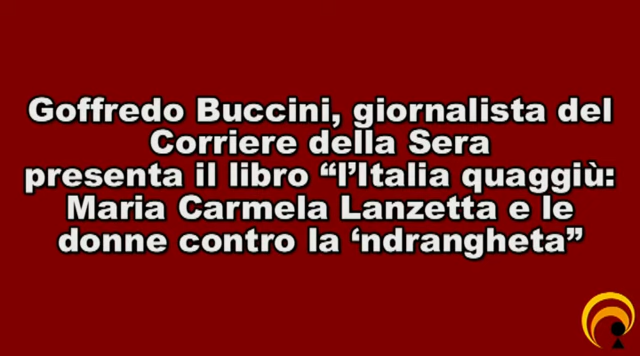 Goffredo Buccini, giornalista del
Corriere della Sera
presenta il libro “l’Italia quaggiù:
Maria Carmela Lanzetta e le
donne contro la ‘ndrangheta”